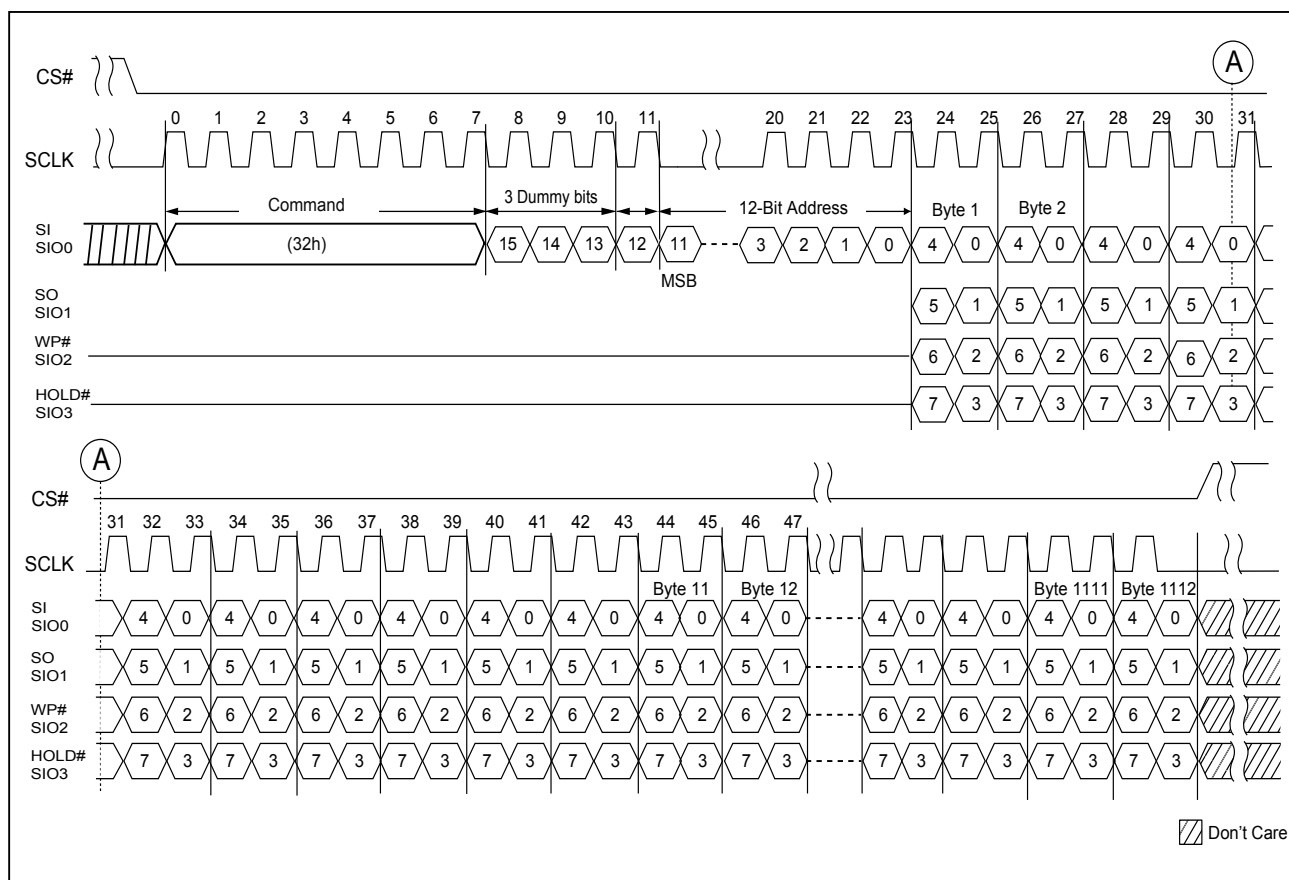 A
CS#
0 1 2 3 4 5 6 7 8 9 10 11 20 21 22 23 24 25 26 27 28 29 30 31
SCLK
Command 3 Dummy bits 12-Bit Address Byte 1 Byte 2
SI
SIO0
(32h) 15 14 13 12 11 3 2 1 0 4 0 4 0 4 0 4 0
MSB
SO
SIO1
5 1 5 1 5 1 5 1
WP#
SIO2
6 2 6 2 6 2 6 2
HOLD#
SIO3
7 3 7 3 7 3 7 3
A
CS#
31 32 33 34 35 36 37 38 39 40 41 42 43 44 45 46 47
SCLK
Byte 11 Byte 12 Byte 1111 Byte 1112
SI
SIO0
4 0 4 0 4 0 4 0 4 0 4 0 4 0 4 0 4 0 4 0 4 0 4 0
SO
SIO1
5 1 5 1 5 1 5 1 5 1 5 1 5 1 5 1 5 1 5 1 5 1 5 1
WP#
SIO2
6 2 6 2 6 2 6 2 6 2 6 2 6 2 6 2 6 2 6 2 6 2 6 2
HOLD#
SIO3
7 3 7 3 7 3 7 3 7 3 7 3 7 3 7 3 7 3 7 3 7 3 7 3
Don't Care